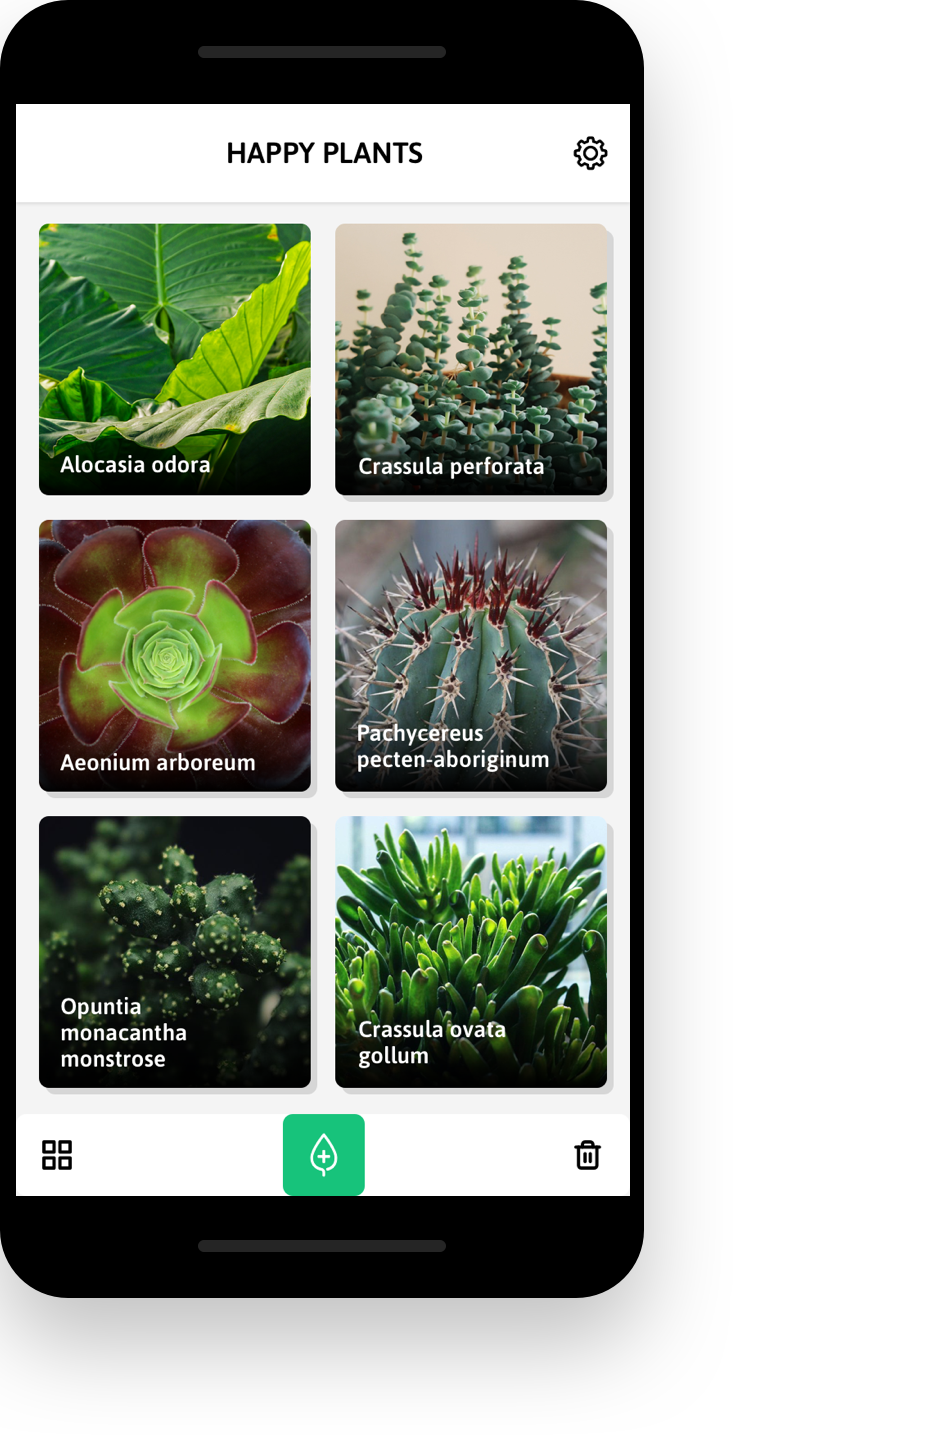 HAPPY PLANTS
Alocasia odora
Crassula perforata
Aeonium arboreum
Pachycereus
pecten-aboriginum
Opuntia
monacantha
monstrose
Crassula ovata
gollum